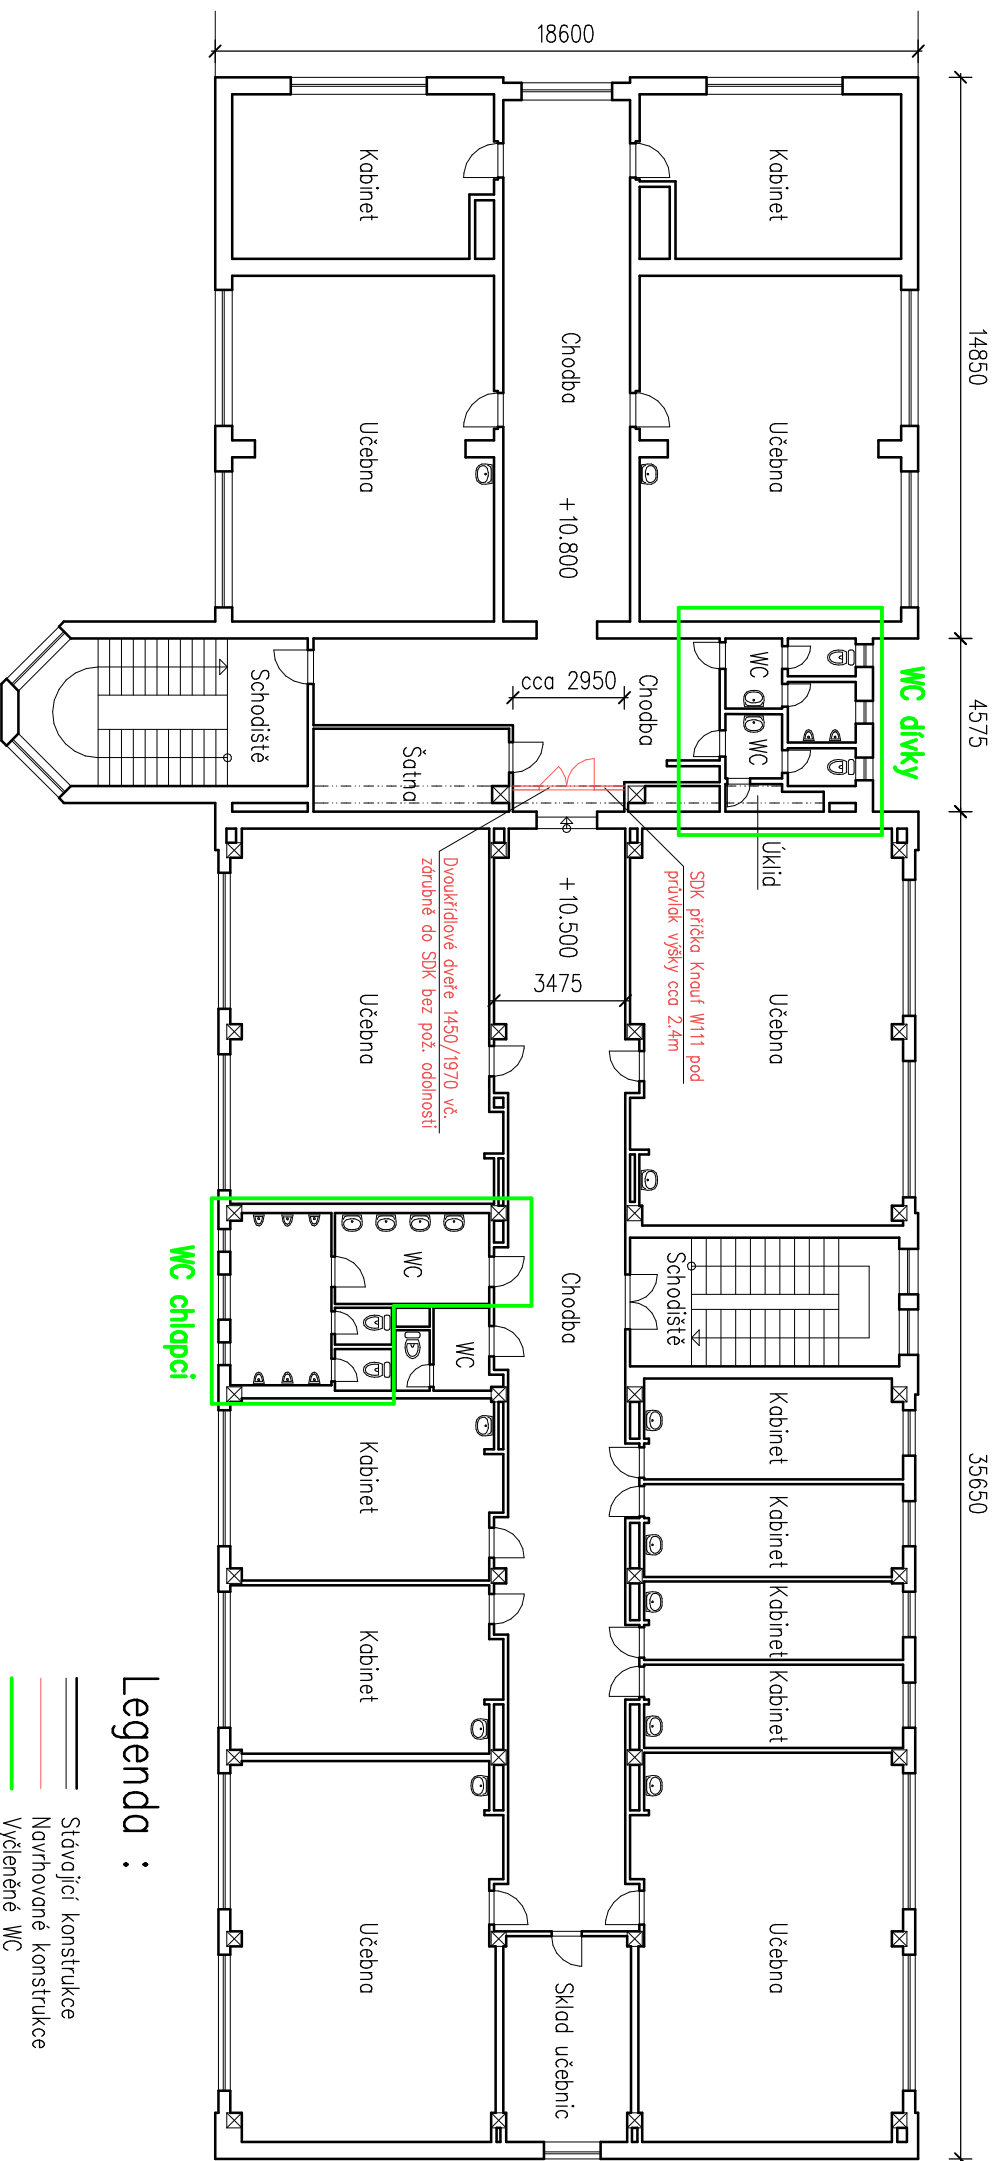 18600
14850
4575
35650
Kabinet
Učebna
WC dívky
WC
WC
Úklid
Učebna
Schodiště
Kabinet
Kabinet
Kabinet
Kabinet
Učebna
Chodba
+10.800
Chodba
cca 2950
SDK příčka Knauf W111 pod
průvlak výšky cca 2.4m
+10.500
3475
Chodba
Sklad učebnic
Kabinet
Učebna
Schodiště
Šatna
Dvoukřídlové dveře 1450/1970 vč.
zárubně do SDK bez pož. odolnosti
Učebna
WC
WC
WC chlapci
Kabinet
Kabinet
Učebna
Legenda :
Stávající konstrukce
Navrhované konstrukce
Vyčleněné WC